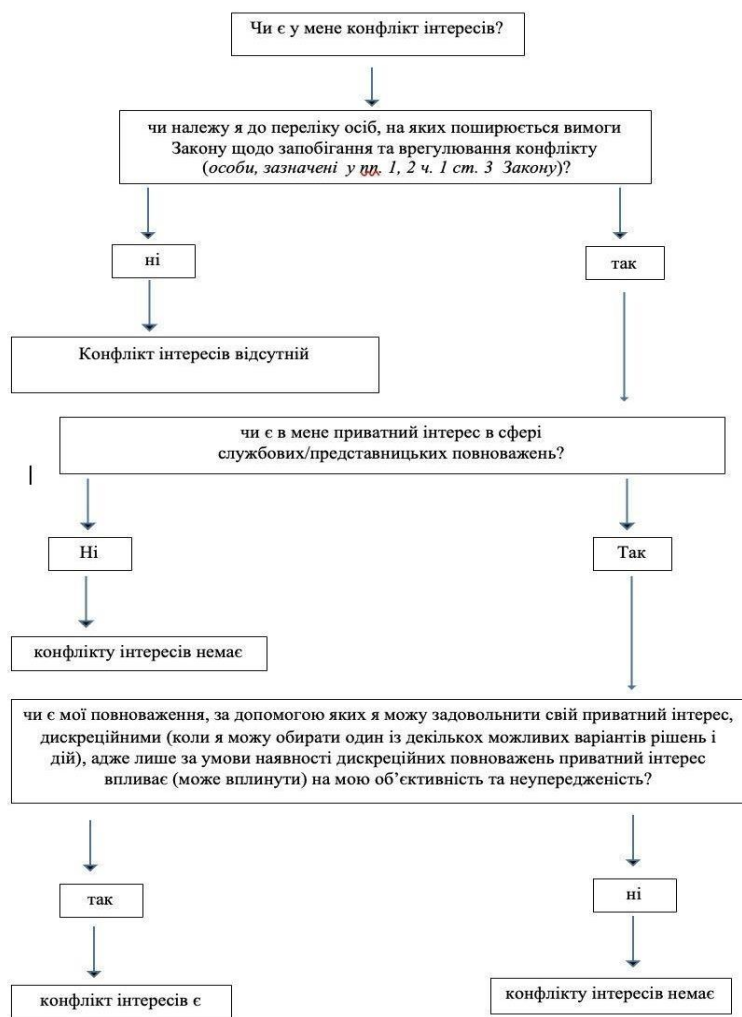 Чи є у мене конфлікт інтересів?
чи належу я до переліку осіб, на яких поширюється вимоги
Закону щодо запобігання та врегулювання конфлікту
(особи, зазначені у пп. 1, 2 ч. 1 ст. 3 Закону)?
ні
так
Конфлікт інтересів відсутній
чи є в мене приватний інтерес в сфері
службових/представницьких повноважень?
Ні
Так
конфлікту інтересів немає
чи є мої повноваження, за допомогою яких я можу задовольнити свій приватний інтерес,
дискреційними (коли я можу обирати один із декількох можливих варіантів рішень і
дій), адже лише за умови наявності дискреційних повноважень приватний інтерес
впливає (може вплинути) на мою об’єктивність та неупередженість?
так
ні
конфлікт інтересів є
конфлікту інтересів немає